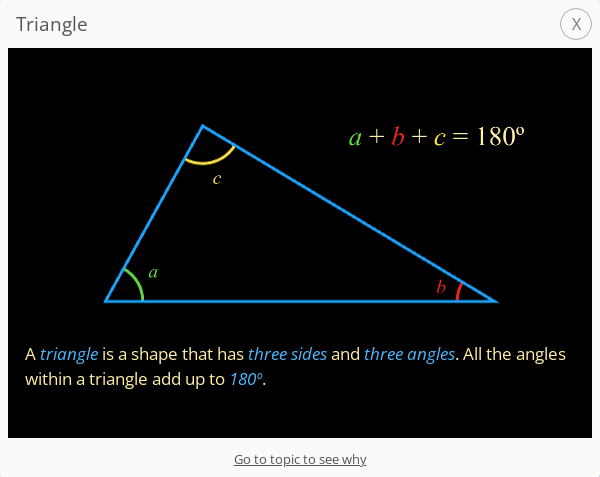 Triangle
X
a + b + c = 180º
c
a
b
A triangle is a shape that has three sides and three angles. All the angles
within a triangle add up to 180º.
Go to topic to see why